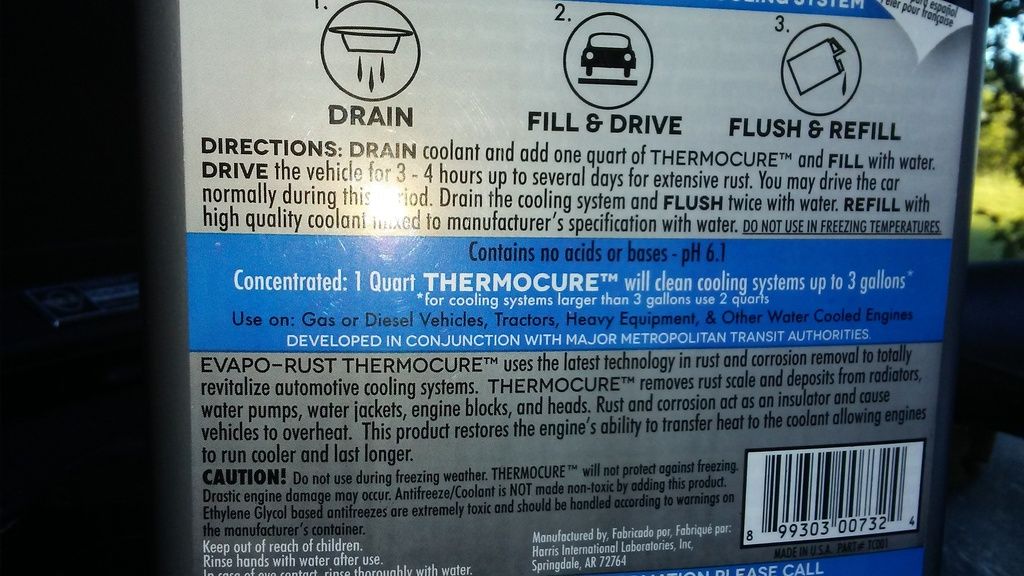 SYSTEM
español
pour française
1.
2.
3.
DRAIN
FILL & DRIVE
FLUSH & REFILL
DIRECTIONS: DRAIN coolant and add one quart of THERMOCURE™ and FILL with water.
DRIVE the vehicle for 3 - 4 hours up to several days for extensive rust. You may drive the car
normally during this Drain the cooling system and FLUSH twice with water. REFILL with
high quality coolant mixed to manufacturer's specification with water. DO NOT USE IN FREEZING TEMPERATURES.
Contains no acids or bases - pH 6.1
Concentrated: 1 Quart THERMOCURE™ will clean cooling systems up to 3 gallons*
*for cooling systems larger than 3 gallons use 2 quarts
Use on: Gas or Diesel Vehicles, Tractors, Heavy Equipment, & Other Water Cooled Engines
DEVELOPED IN CONJUNCTION WITH MAJOR METROPOLITAN TRANSIT AUTHORITIES.
EVAPO-RUST THERMOCURE™ uses the latest technology in rust and corrosion removal to totally
revitalize automotive cooling systems. THERMOCURE™ removes rust scale and deposits from radiators,
water pumps, water jackets, engine blocks, and heads. Rust and corrosion act as an insulator and cause
vehicles to overheat. This product restores the engine's ability to transfer heat to the coolant allowing engines
to run cooler and last longer.
CAUTION! Do not use during freezing weather. THERMOCURE™ will not protect against freezing.
Drastic engine damage may occur. Antifreeze/Coolant is NOT made non-toxic by adding this product.
Ethylene Glycol based antifreezes are extremely toxic and should be handled according to warnings on
the manufacturer's container.
Keep out of reach of children.
Rinse hands with water after use.
In case of eye contact, rinse thoroughly with water.
Manufactured by, Fabricado por, Fabriqué par:
Harris International Laboratories, Inc,
Springdale, AR 72764
8 99303 00732 4
MADE IN U.S.A. PART# TC001
PLEASE CALL